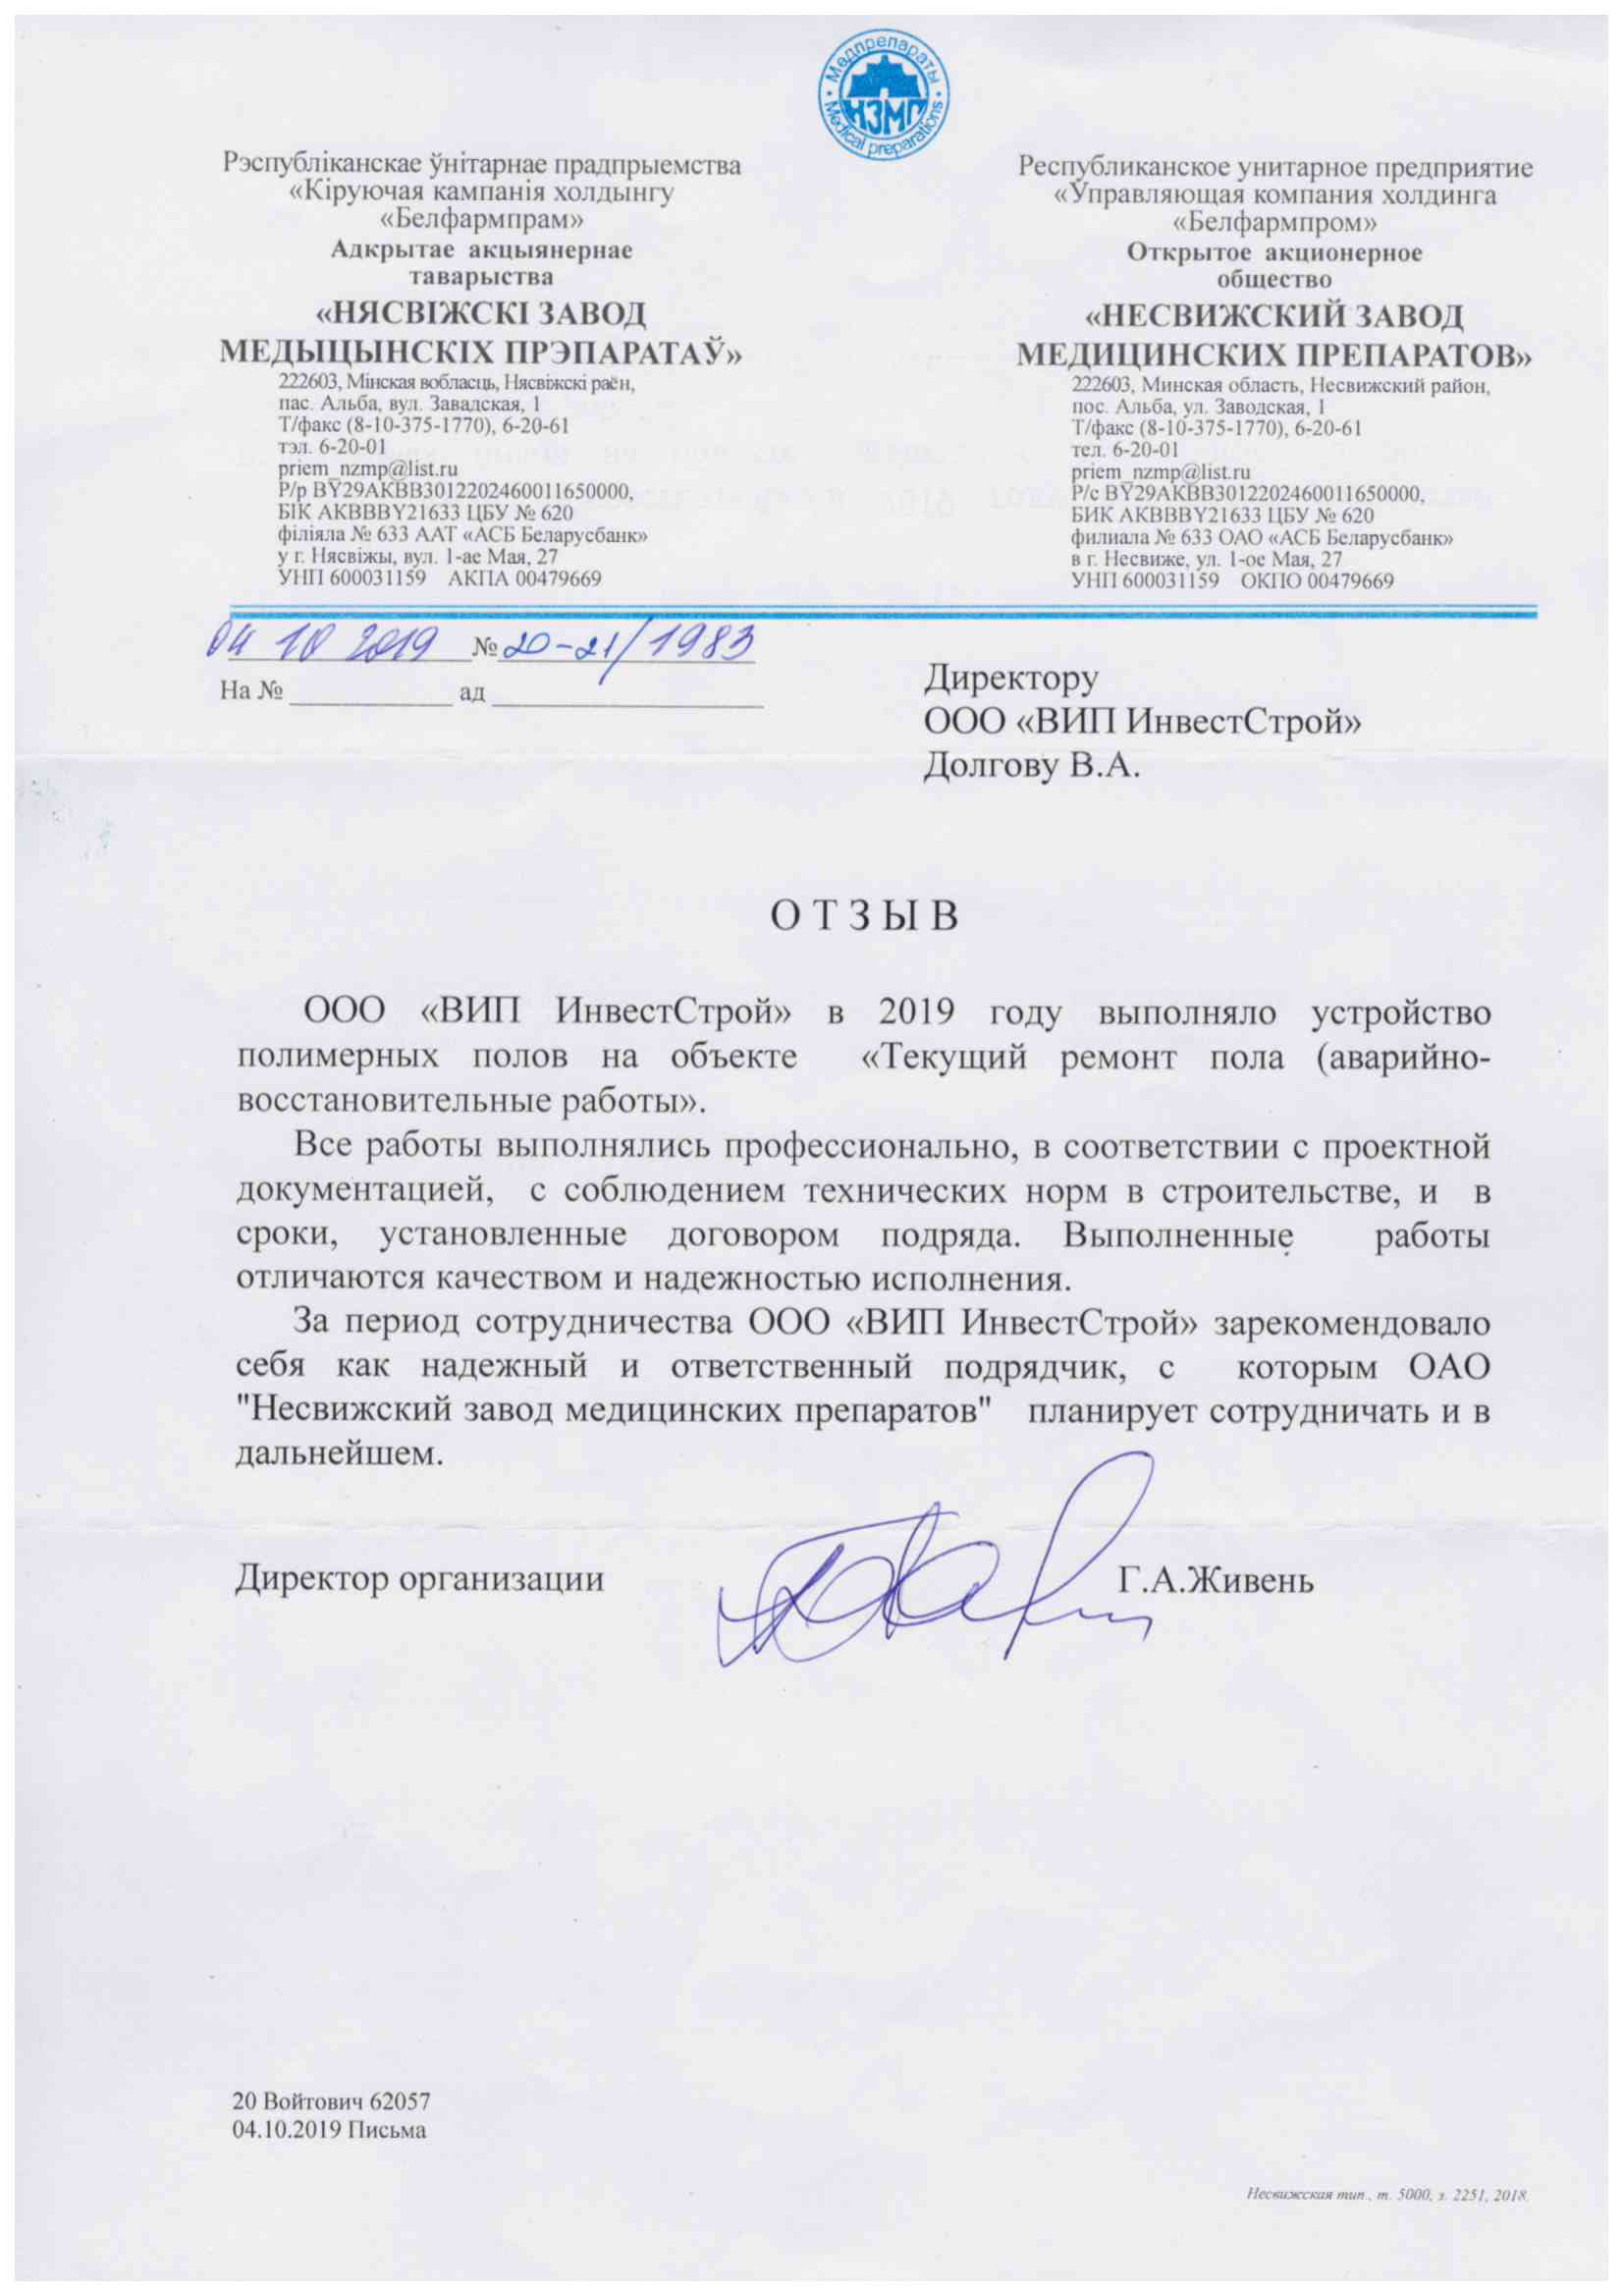 Медпрепараты
НЗМП
Medical preparations
Рэспубліканскае ўнітарнае прадпрыемства
«Кіруючая кампанія холдынгу
«Белфармпрам»
Адкрытае акцыянернае
таварыства
«НЯСВІЖСКІ ЗАВОД
МЕДЫЦЫНСКІХ ПРЭПАРАТАЎ»
222603, Мінская вобласць, Нясвіжскі раён,
пас. Альба, вул. Завадская, 1
Т/факс (8-10-375-1770), 6-20-61
тэл. 6-20-01
priem_nzmp@list.ru
Р/р BY29AKBB3012202460011650000,
БІК AKBBBY21633 ЦБУ № 620
філіяла № 633 ААТ «АСБ Беларусбанк»
у г. Нясвіжы, вул. 1-ае Мая, 27
УНП 600031159 АКПА 00479669
Республиканское унитарное предприятие
«Управляющая компания холдинга
«Белфармпром»
Открытое акционерное
общество
«НЕСВИЖСКИЙ ЗАВОД
МЕДИЦИНСКИХ ПРЕПАРАТОВ»
222603, Минская область, Несвижский район,
пос. Альба, ул. Заводская, 1
Т/факс (8-10-375-1770), 6-20-61
тел. 6-20-01
priem_nzmp@list.ru
Р/с BY29AKBB3012202460011650000,
БИК AKBBBY21633 ЦБУ № 620
филиала № 633 ОАО «АСБ Беларусбанк»
в г. Несвиже, ул. 1-ое Мая, 27
УНП 600031159 ОКПО 00479669
04 10 2019 № 20-21/1983
На № ____________ ад ____________________
Директору
ООО «ВИП ИнвестСтрой»
Долгову В.А.
О Т З Ы В
ООО «ВИП ИнвестСтрой» в 2019 году выполняло устройство
полимерных полов на объекте «Текущий ремонт пола (аварийно-
восстановительные работы».
Все работы выполнялись профессионально, в соответствии с проектной
документацией, с соблюдением технических норм в строительстве, и в
сроки, установленные договором подряда. Выполненные работы
отличаются качеством и надежностью исполнения.
За период сотрудничества ООО «ВИП ИнвестСтрой» зарекомендовало
себя как надежный и ответственный подрядчик, с которым ОАО
"Несвижский завод медицинских препаратов" планирует сотрудничать и в
дальнейшем.
Директор организации Г.А.Живень
20 Войтович 62057
04.10.2019 Письма
Несвижская тип., т. 5000, з. 2251, 2018.